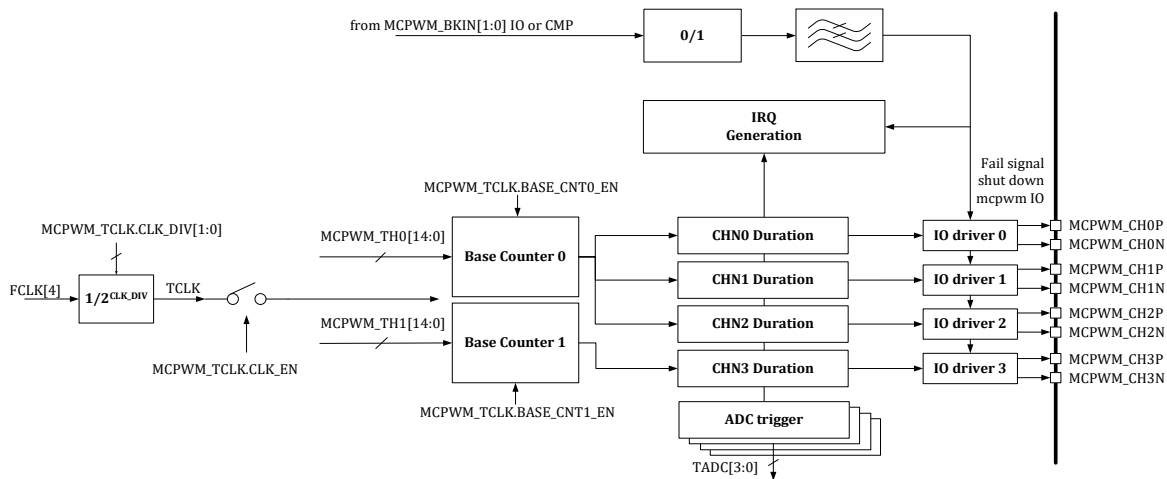 from MCPWM_BKIN[1:0] IO or CMP
0/1
IRQ
Generation
Fail signal
shut down
mcpwm IO
MCPWM_TCLK.BASE_CNT0_EN
MCPWM_TCLK.CLK_DIV[1:0]
MCPWM_TH0[14:0]
Base Counter 0
CHN0 Duration
IO driver 0
MCPWM_CH0P
MCPWM_CH0N
FCLK[4]
1/2^CLK_DIV
TCLK
CHN1 Duration
IO driver 1
MCPWM_CH1P
MCPWM_CH1N
MCPWM_TH1[14:0]
Base Counter 1
CHN2 Duration
IO driver 2
MCPWM_CH2P
MCPWM_CH2N
MCPWM_TCLK.CLK_EN
CHN3 Duration
IO driver 3
MCPWM_CH3P
MCPWM_CH3N
MCPWM_TCLK.BASE_CNT1_EN
ADC trigger
TADC[3:0]